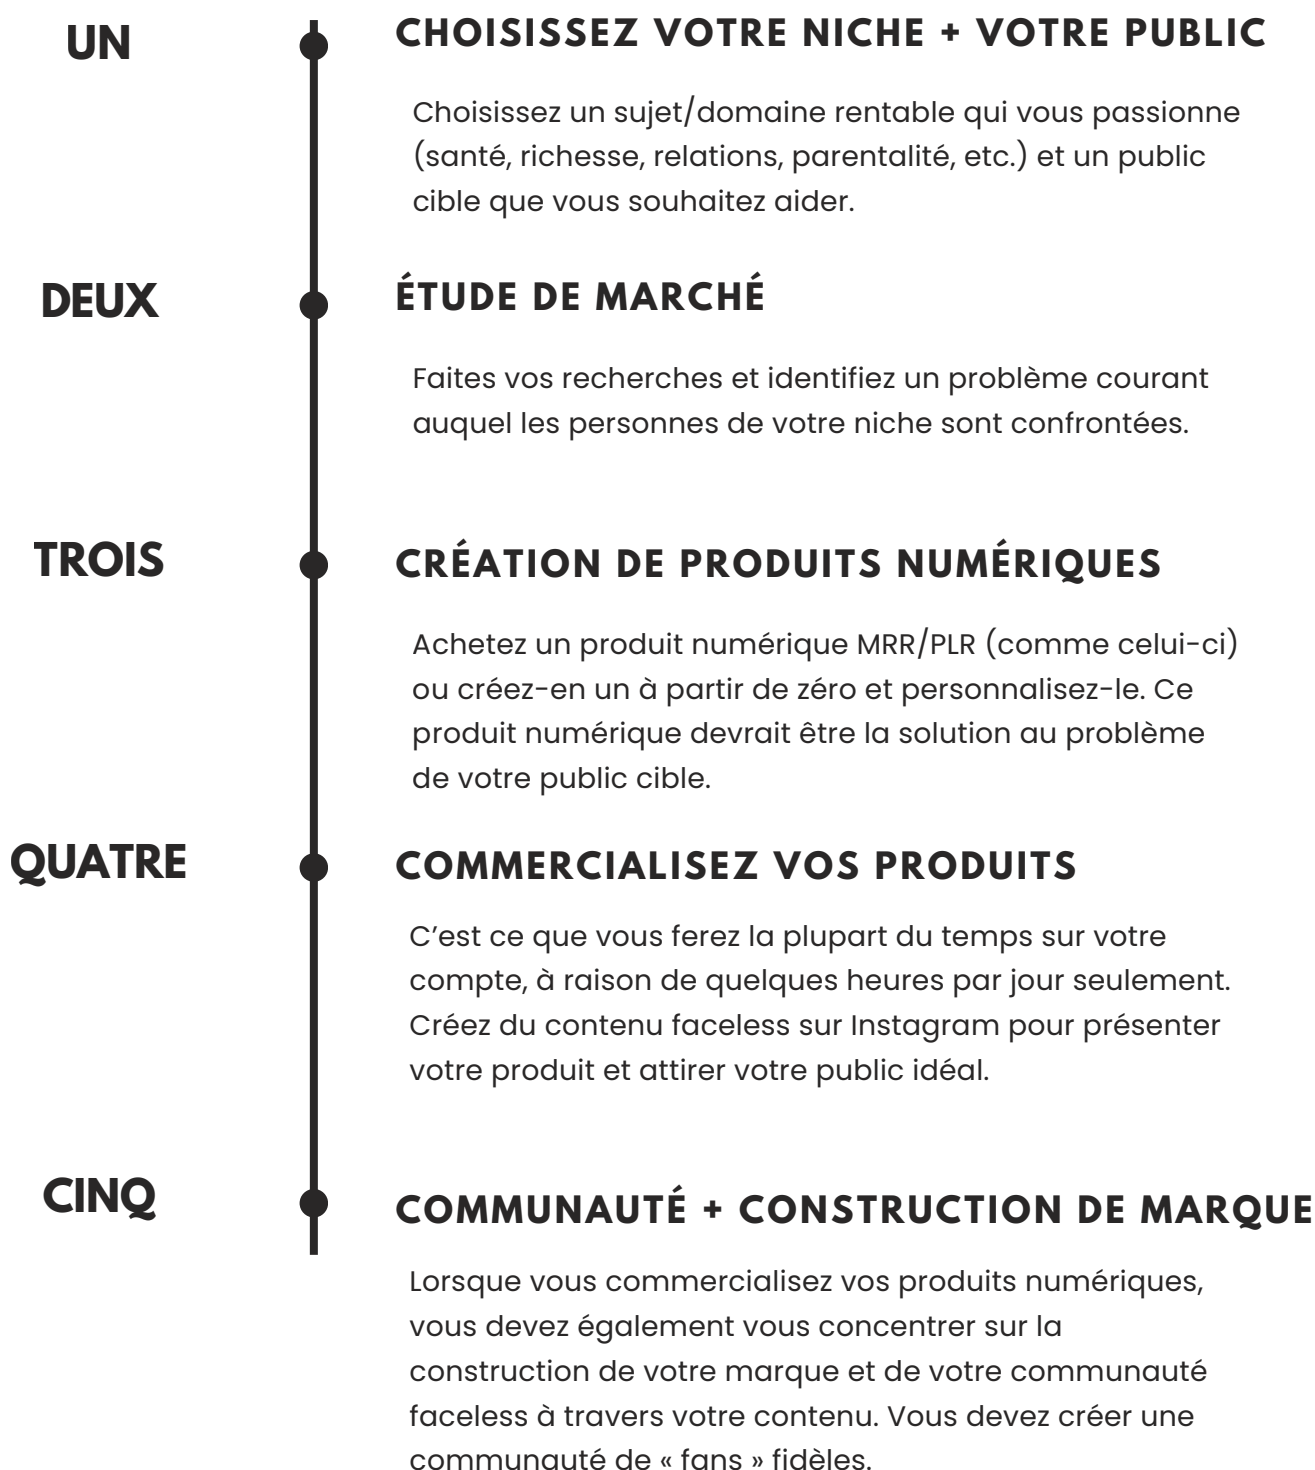 UN
CHOISISSEZ VOTRE NICHE + VOTRE PUBLIC
Choisissez un sujet/domaine rentable qui vous passionne
(santé, richesse, relations, parentalité, etc.) et un public
cible que vous souhaitez aider.
DEUX
ÉTUDE DE MARCHÉ
Faites vos recherches et identifiez un problème courant
auquel les personnes de votre niche sont confrontées.
TROIS
CRÉATION DE PRODUITS NUMÉRIQUES
Achetez un produit numérique MRR/PLR (comme celui-ci)
ou créez-en un à partir de zéro et personnalisez-le. Ce
produit numérique devrait être la solution au problème
de votre public cible.
QUATRE
COMMERCIALISEZ VOS PRODUITS
C’est ce que vous ferez la plupart du temps sur votre
compte, à raison de quelques heures par jour seulement.
Créez du contenu faceless sur Instagram pour présenter
votre produit et attirer votre public idéal.
CINQ
COMMUNAUTÉ + CONSTRUCTION DE MARQUE
Lorsque vous commercialisez vos produits numériques,
vous devez également vous concentrer sur la
construction de votre marque et de votre communauté
faceless à travers votre contenu. Vous devez créer une
communauté de « fans » fidèles.